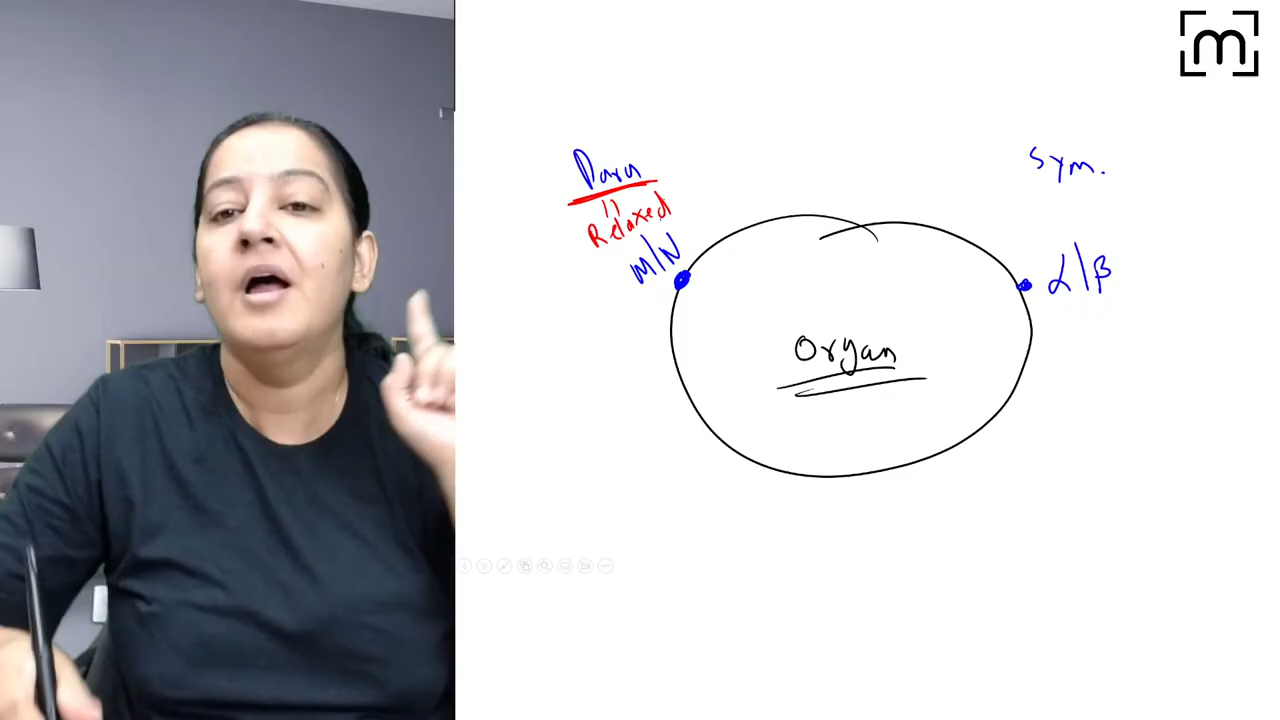 Para
Relaxed
M/N
Sym.
α/β
Organ
m